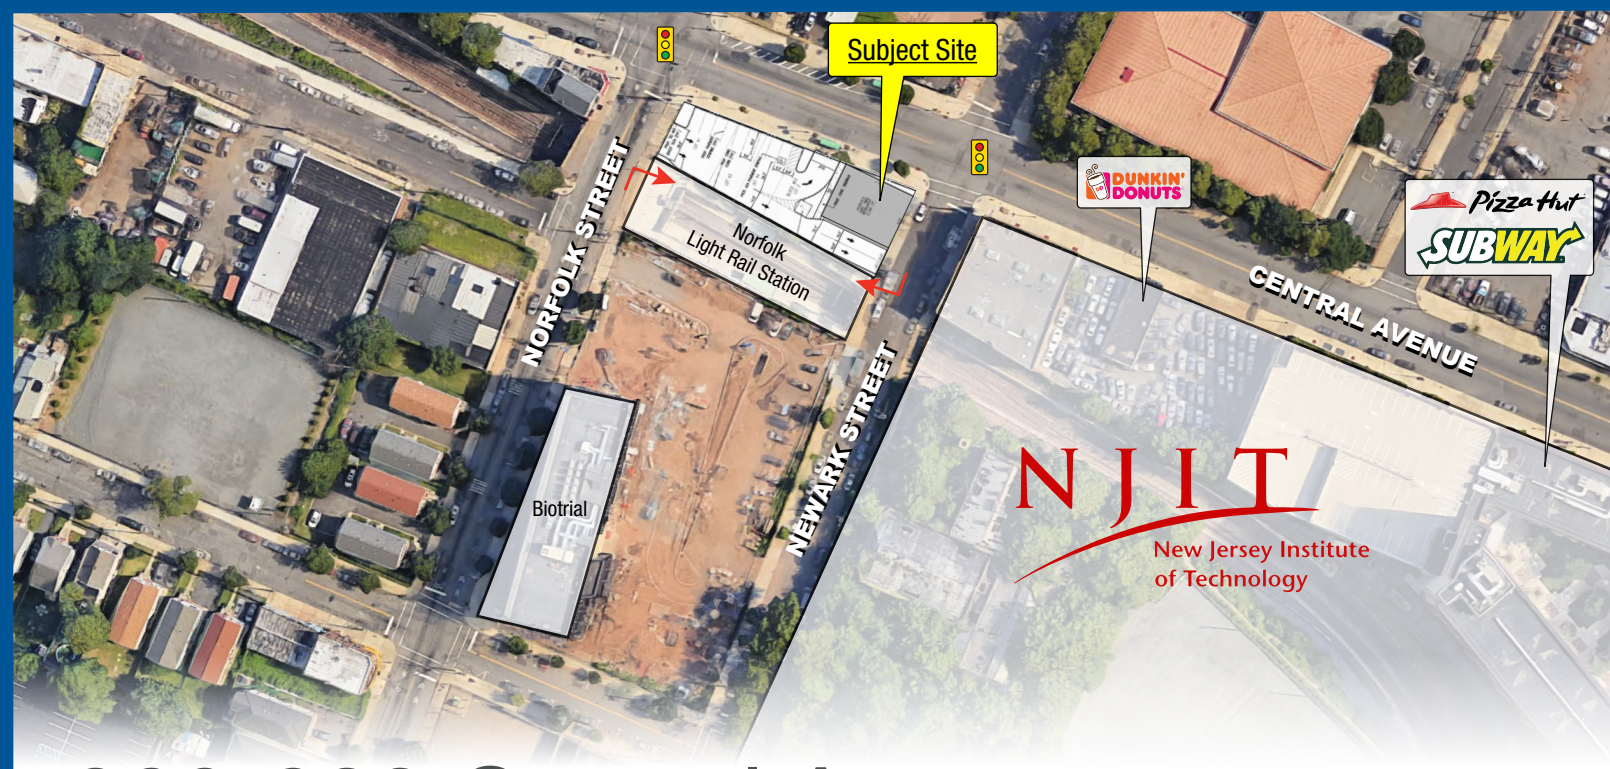 Subject Site
DUNKIN'
DONUTS
Pizza Hut
SUBWAY
NORFOLK STREET
Norfolk
Light Rail Station
CENTRAL AVENUE
NEWARK STREET
Biotrial
NJIT
New Jersey Institute
of Technology